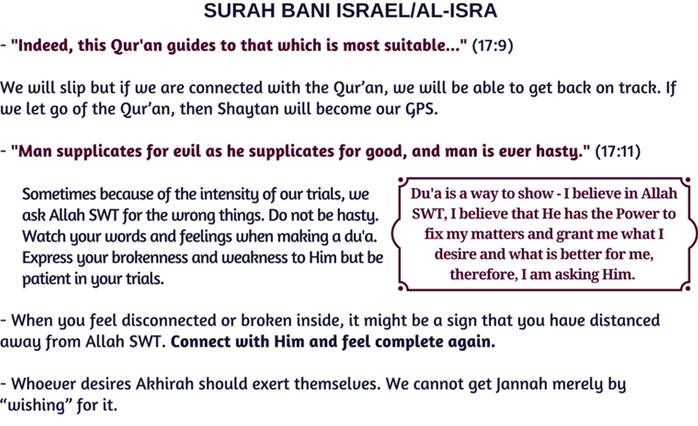 SURAH BANI ISRAEL/AL-ISRA
- "Indeed, this Qur'an guides to that which is most suitable..." (17:9)
We will slip but if we are connected with the Qur’an, we will be able to get back on track. If
we let go of the Qur’an, then Shaytan will become our GPS.
- "Man supplicates for evil as he supplicates for good, and man is ever hasty." (17:11)
Sometimes because of the intensity of our trials, we
ask Allah SWT for the wrong things. Do not be hasty.
Watch your words and feelings when making a du'a.
Express your brokenness and weakness to Him but be
patient in your trials.
Du'a is a way to show - I believe in Allah
SWT, I believe that He has the Power to
fix my matters and grant me what I
desire and what is better for me,
therefore, I am asking Him.
- When you feel disconnected or broken inside, it might be a sign that you have distanced
away from Allah SWT. Connect with Him and feel complete again.
- Whoever desires Akhirah should exert themselves. We cannot get Jannah merely by
“wishing” for it.